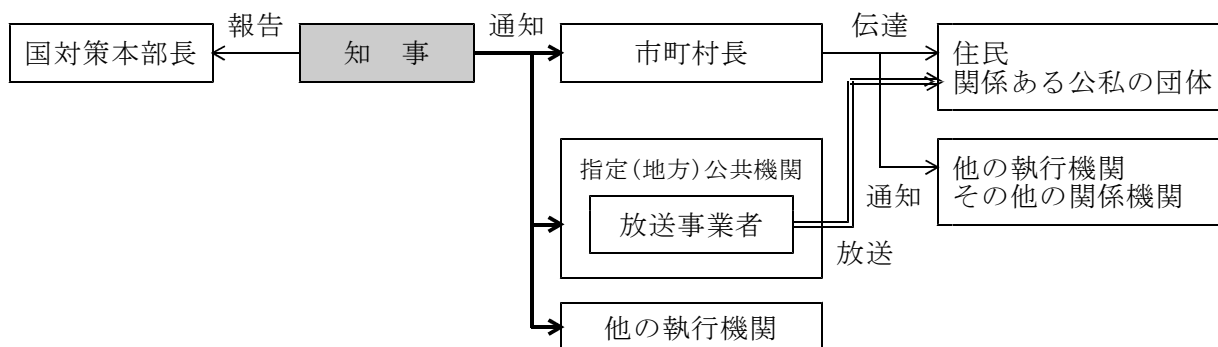 報告
通知
伝達
国対策本部長
知　事
市町村長
住民
関係ある公私の団体
指定(地方)公共機関
放送事業者
他の執行機関
その他の関係機関
通知
放送
他の執行機関